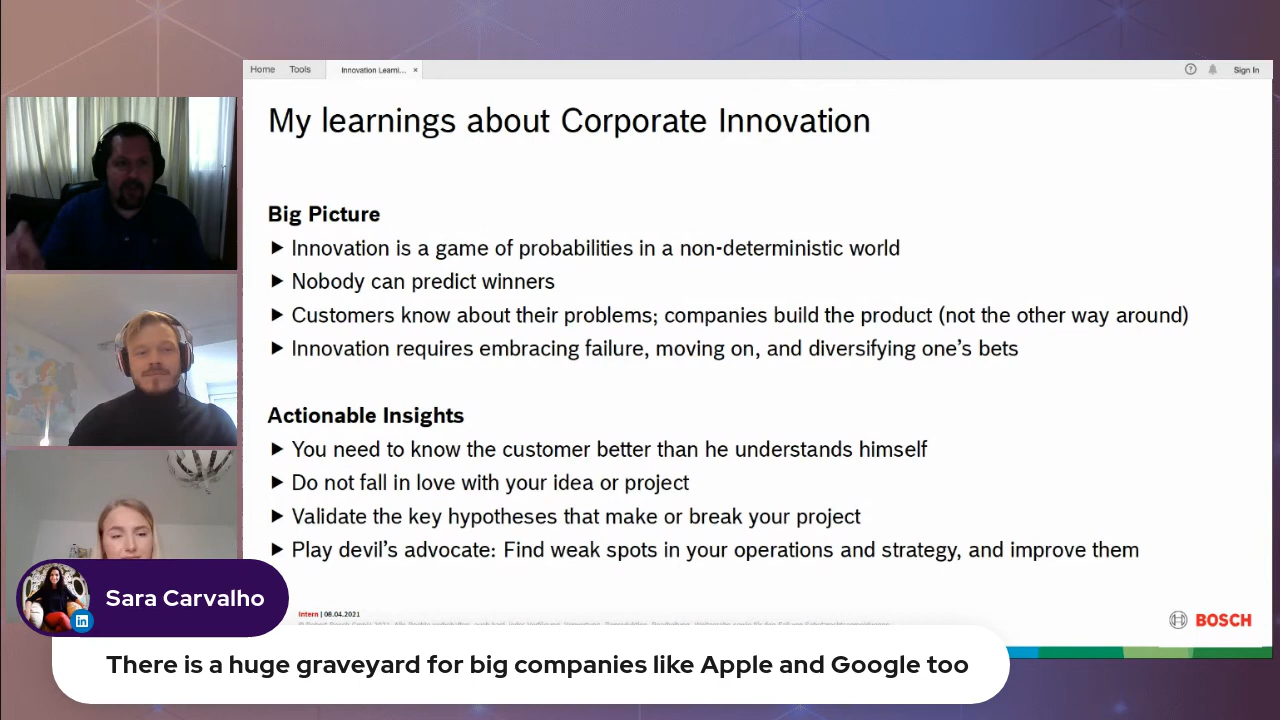 Home Tools Innovation Learni... × Sign In
My learnings about Corporate Innovation
Big Picture
Innovation is a game of probabilities in a non-deterministic world
Nobody can predict winners
Customers know about their problems; companies build the product (not the other way around)
Innovation requires embracing failure, moving on, and diversifying one's bets
Actionable Insights
You need to know the customer better than he understands himself
Do not fall in love with your idea or project
Validate the key hypotheses that make or break your project
Play devil's advocate: Find weak spots in your operations and strategy, and improve them
Intern | 08.04.2021
BOSCH
Sara Carvalho
in
There is a huge graveyard for big companies like Apple and Google too